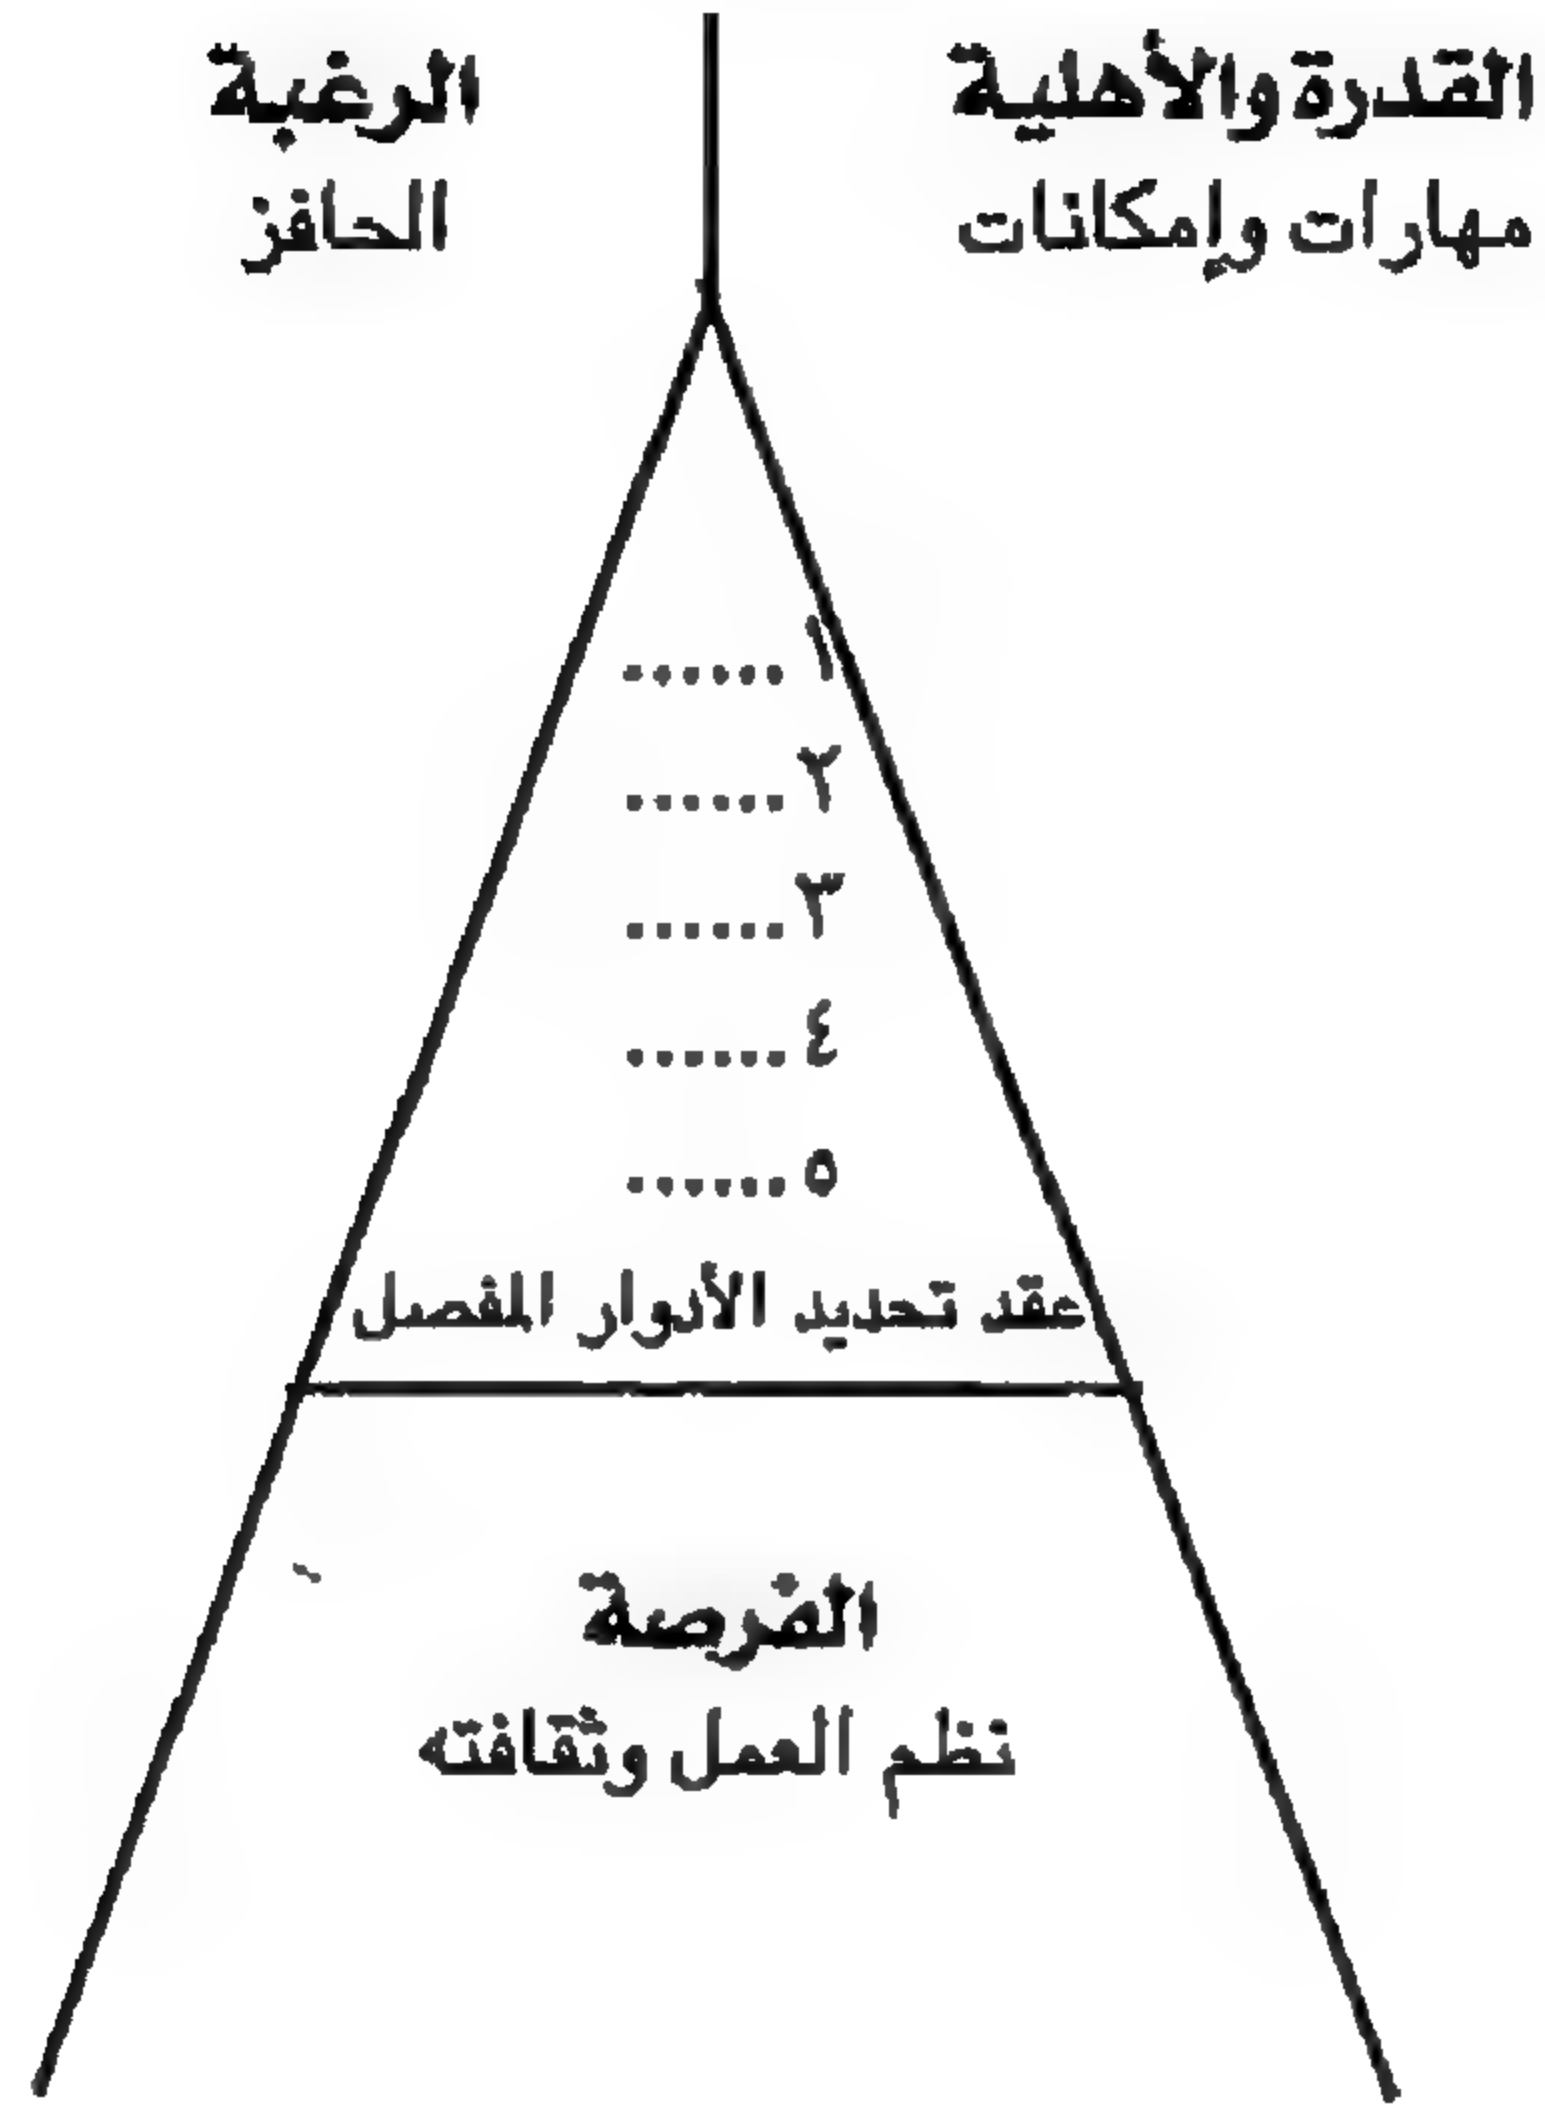 القدرة والأهلية
مهارات وإمكانات
الرغبة
الحافز
١ ......
٢ ......
٣ ......
٤ ......
٥ ......
عقد تحديد الأدوار المفصل
الفرصة
نظم العمل وثقافته